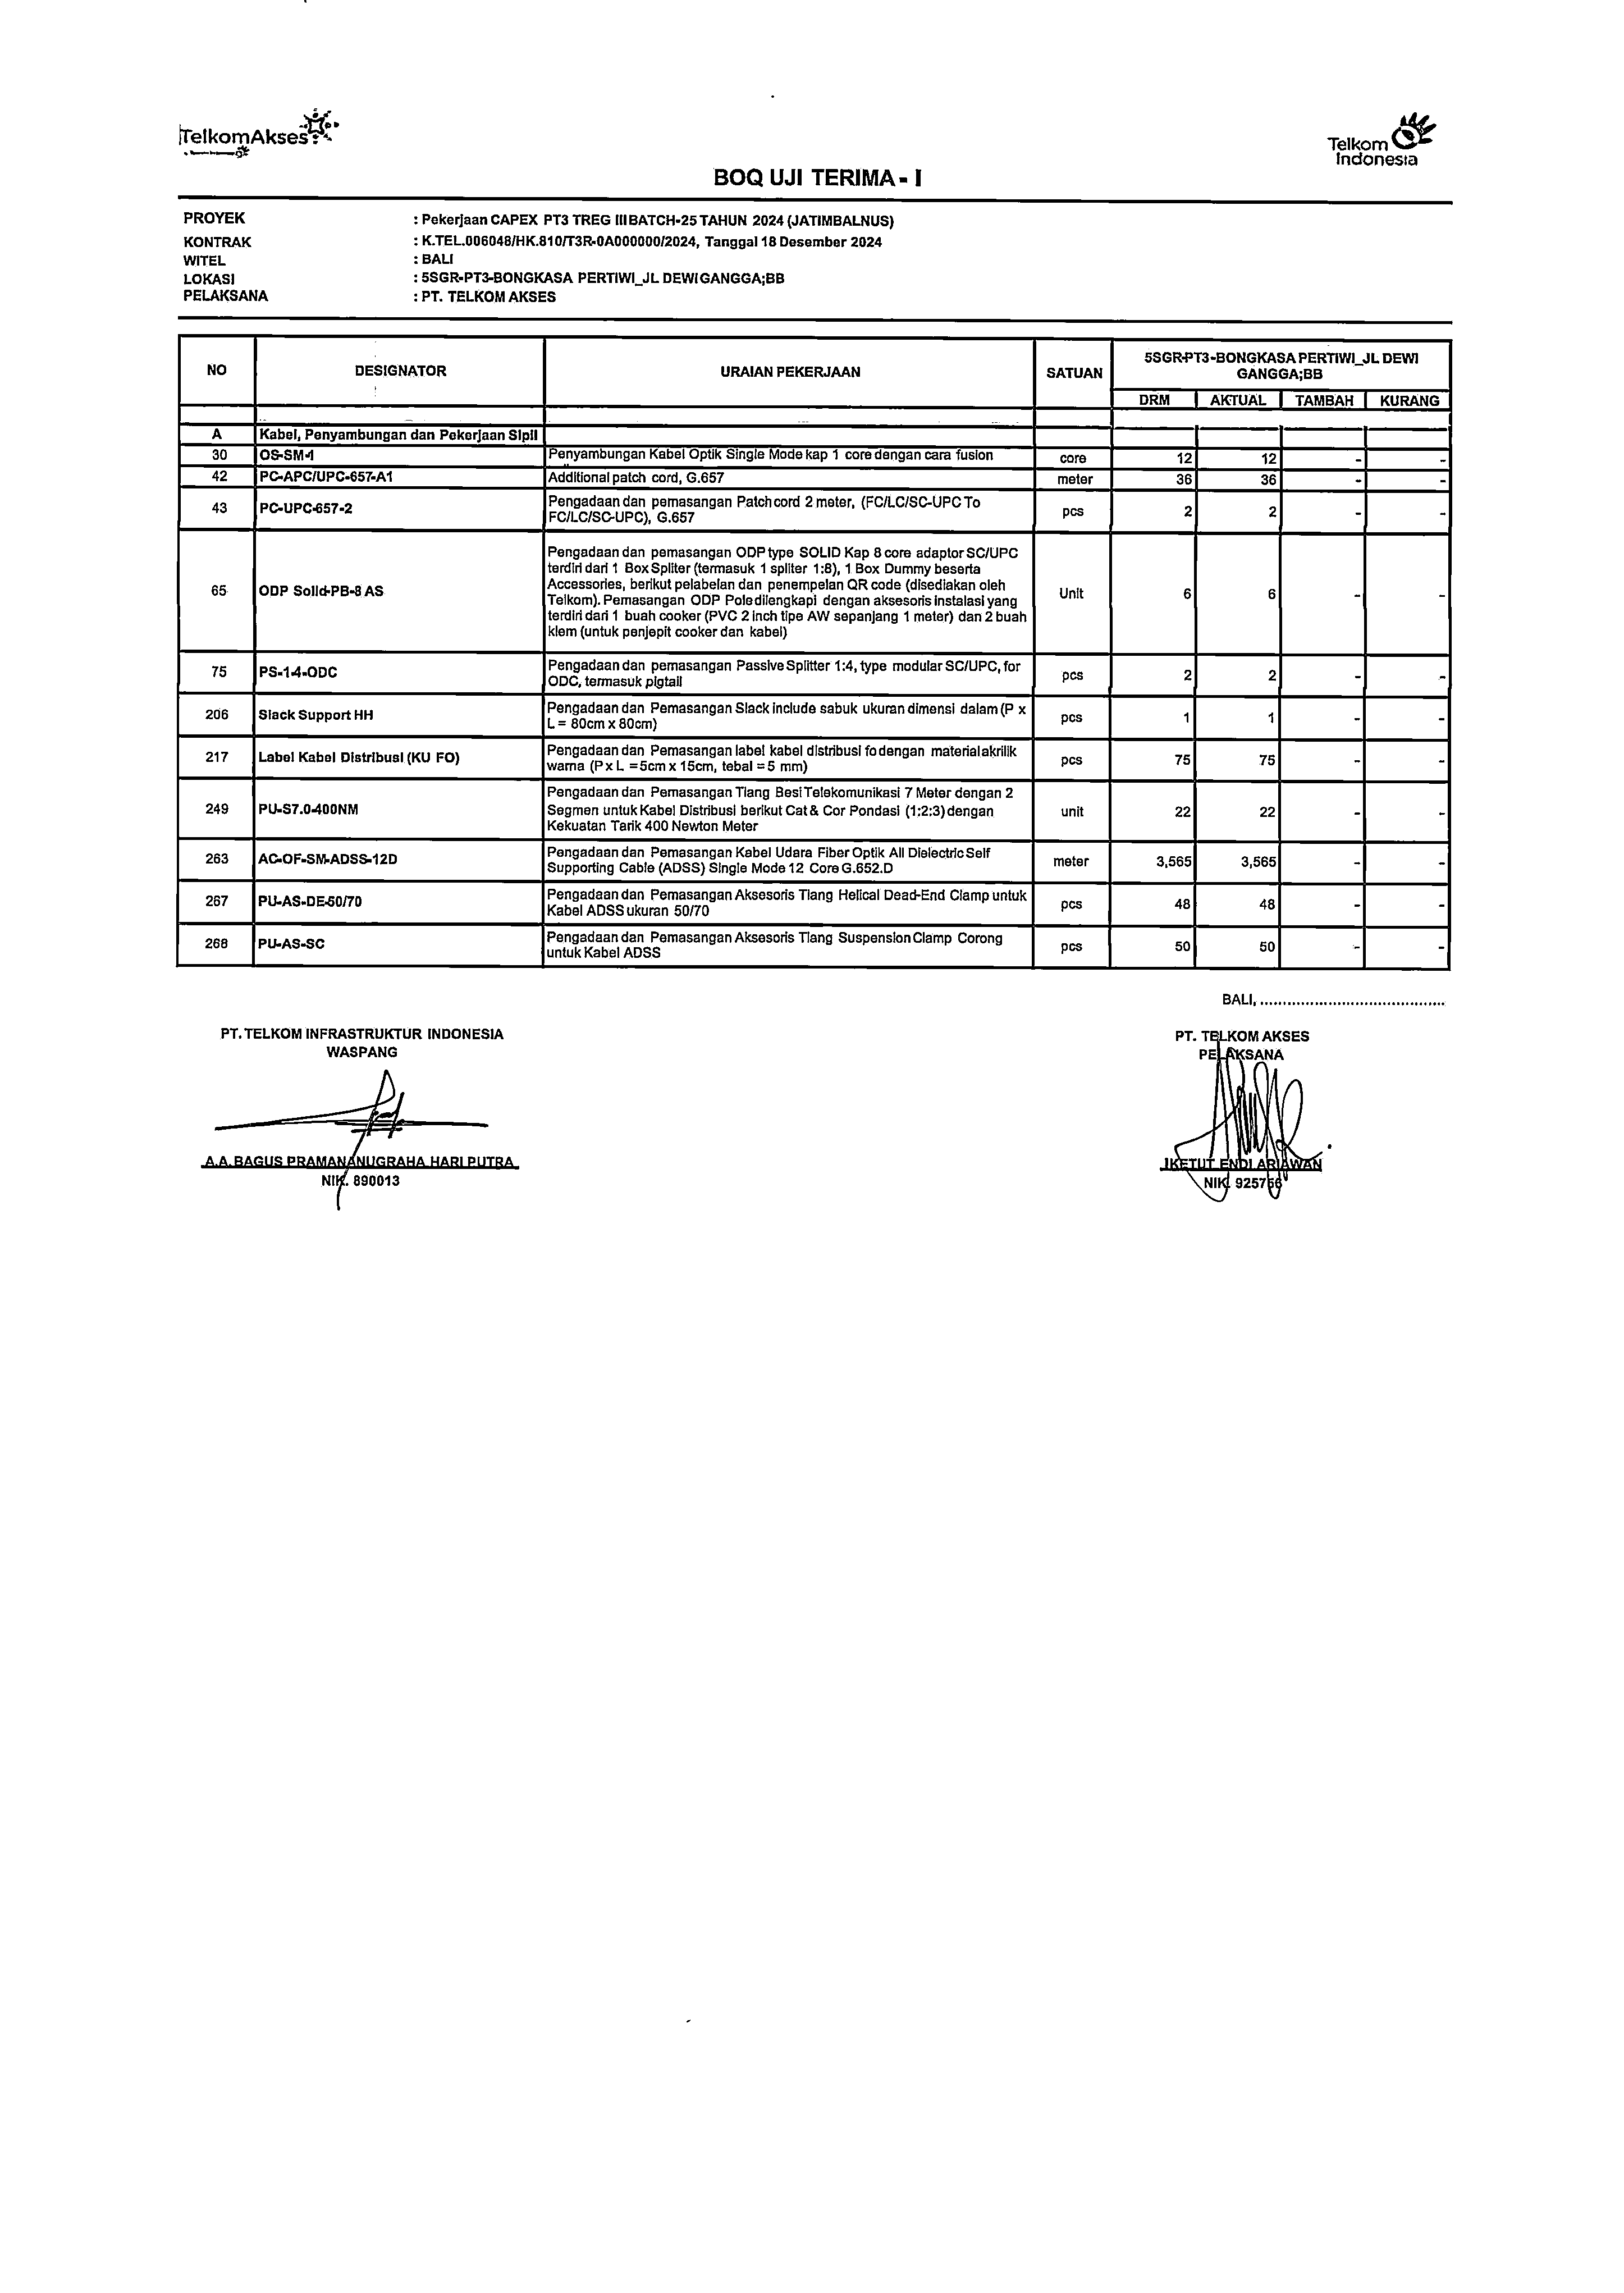 TelkomAkses
Telkom
Indonesia
BOQ UJI TERIMA - I
PROYEK : Pekerjaan CAPEX PT3 TREG III BATCH-25 TAHUN 2024 (JATIMBALNUS)
KONTRAK : K.TEL.006048/HK.810/T3R-0A000000/2024, Tanggal 18 Desember 2024
WITEL : BALI
LOKASI : 5SGR-PT3-BONGKASA PERTIWI_JL DEWI GANGGA;BB
PELAKSANA : PT. TELKOM AKSES
NO DESIGNATOR URAIAN PEKERJAAN SATUAN 5SGR-PT3-BONGKASA PERTIWI_JL DEWI
GANGGA;BB
DRM AKTUAL TAMBAH KURANG
A Kabel, Penyambungan dan Pekerjaan Sipil
30 OS-SM-1 Penyambungan Kabel Optik Single Mode kap 1 core dengan cara fusion core 12 12 - -
42 PC-APC/UPC-657-A1 Additional patch cord, G.657 meter 36 36 - -
43 PC-UPC-657-2 Pengadaan dan pemasangan Patch cord 2 meter, (FC/LC/SC-UPC To
FC/LC/SC-UPC), G.657 pcs 2 2 - -
65 ODP Solid-PB-8 AS Pengadaan dan pemasangan ODP type SOLID Kap 8 core adaptor SC/UPC
terdiri dari 1 Box Spliter (termasuk 1 spliter 1:8), 1 Box Dummy beserta
Accessories, berikut pelabelan dan penempelan QR code (disediakan oleh
Telkom). Pemasangan ODP Pole dilengkapi dengan aksesoris instalasi yang
terdiri dari 1 buah cooker (PVC 2 inch tipe AW sepanjang 1 meter) dan 2 buah
klem (untuk penjepit cooker dan kabel) Unit 6 6 - -
75 PS-1-4-ODC Pengadaan dan pemasangan Passive Splitter 1:4, type modular SC/UPC, for
ODC, termasuk pigtail pcs 2 2 - -
206 Slack Support HH Pengadaan dan Pemasangan Slack include sabuk ukuran dimensi dalam (P x
L = 80cm x 80cm) pcs 1 1 - -
217 Label Kabel Distribusi (KU FO) Pengadaan dan Pemasangan label kabel distribusi fo dengan material akrilik
warna (P x L =5cm x 15cm, tebal =5 mm) pcs 75 75 - -
249 PU-S7.0-400NM Pengadaan dan Pemasangan Tiang Besi Telekomunikasi 7 Meter dengan 2
Segmen untuk Kabel Distribusi berikut Cat & Cor Pondasi (1:2:3) dengan
Kekuatan Tarik 400 Newton Meter unit 22 22 - -
263 AC-OF-SM-ADSS-12D Pengadaan dan Pemasangan Kabel Udara Fiber Optik All Dielectric Self
Supporting Cable (ADSS) Single Mode 12 Core G.652.D meter 3,565 3,565 - -
267 PU-AS-DE-50/70 Pengadaan dan Pemasangan Aksesoris Tiang Helical Dead-End Clamp untuk
Kabel ADSS ukuran 50/70 pcs 48 48 - -
268 PU-AS-SC Pengadaan dan Pemasangan Aksesoris Tiang Suspension Clamp Corong
untuk Kabel ADSS pcs 50 50 - -
BALI, ........................................
PT. TELKOM INFRASTRUKTUR INDONESIA
WASPANG
A.A. BAGUS PRAMANANUGRAHA HARI PUTRA
NIK. 890013
PT. TELKOM AKSES
PELAKSANA
I KETUT ENDI ARIAWAN
NIK. 925756